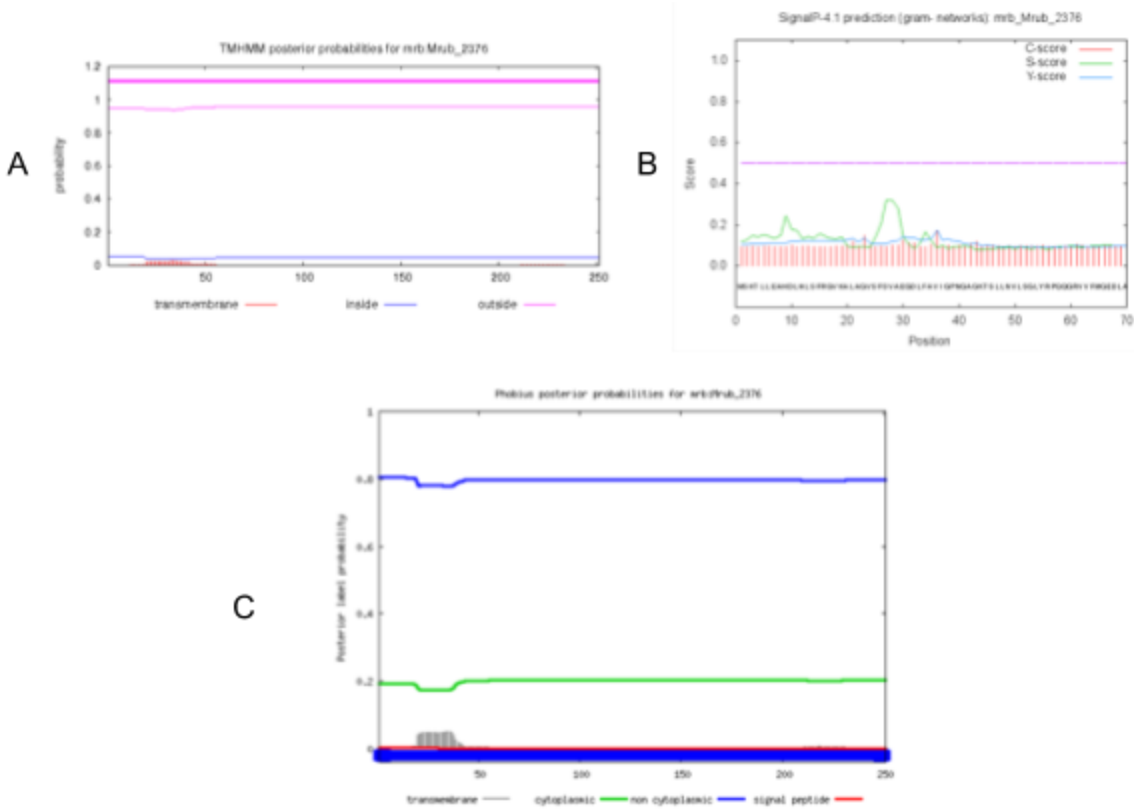 A
TMHMM posterior probabilities for mrb:Mrub_2376
probability
1.2
1
0.8
0.6
0.4
0.2
0
50
100
150
200
250
transmembrane
inside
outside
B
SignalP-4.1 prediction (gram- networks): mrb_Mrub_2376
C-score
S-score
Y-score
Score
1.0
0.8
0.6
0.4
0.2
0.0
0
10
20
30
40
50
60
70
Position
C
Phobius posterior probabilities for mrb:Mrub_2376
Posterior label probability
1
0.8
0.6
0.4
0.2
0
50
100
150
200
250
transmembrane
cytoplasmic
non cytoplasmic
signal peptide